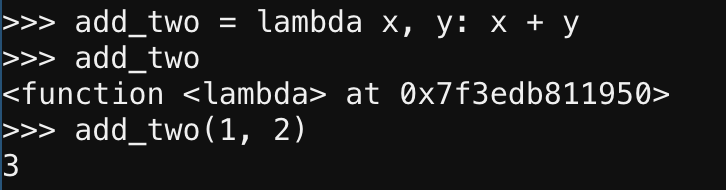 >>> add_two = lambda x, y: x + y
>>> add_two
<function <lambda> at 0x7f3edb811950>
>>> add_two(1, 2)
3